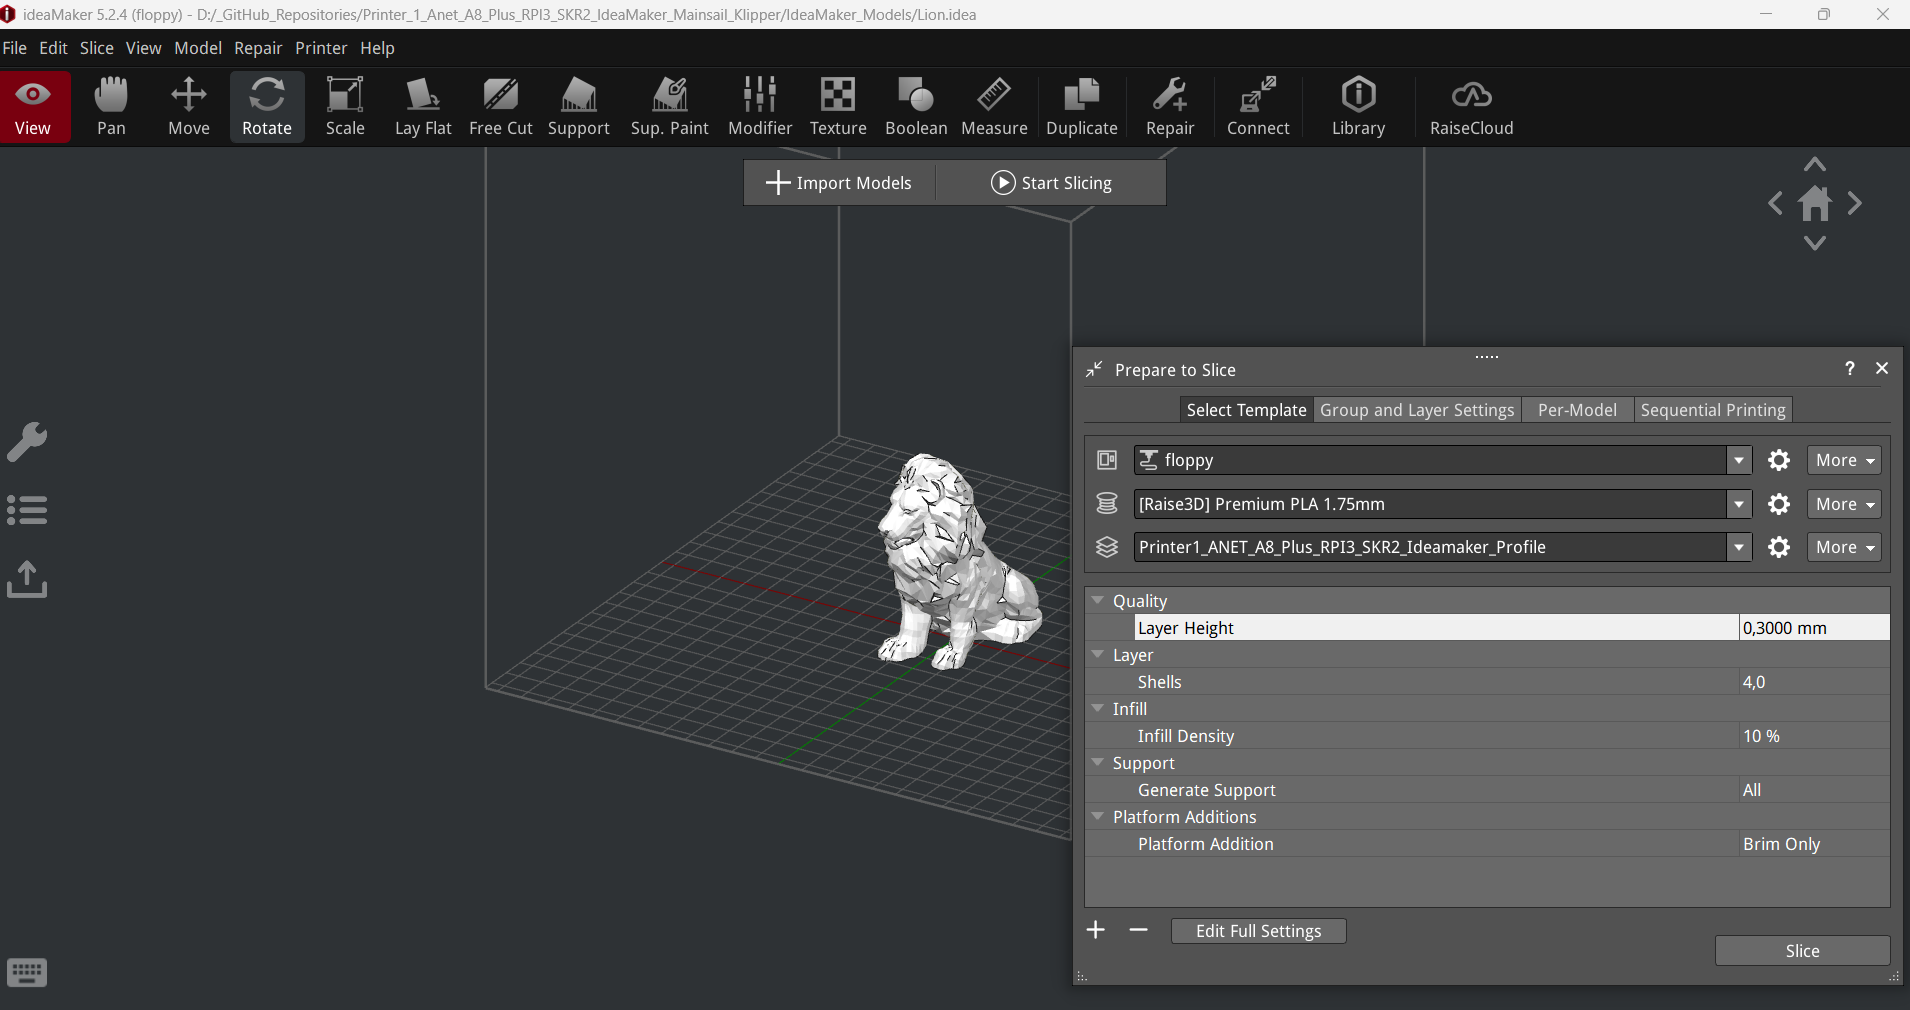 ideaMaker 5.2.4 (floppy) - D:/_GitHub_Repositories/Printer_1_Anet_A8_Plus_RPI3_SKR2_IdeaMaker_Mainsail_Klipper/IdeaMaker_Models/Lion.idea
File Edit Slice View Model Repair Printer Help
View Pan Move Rotate Scale Lay Flat Free Cut Support Sup. Paint Modifier Texture Boolean Measure Duplicate Repair Connect Library RaiseCloud
Import Models Start Slicing
Prepare to Slice ?
Select Template Group and Layer Settings Per-Model Sequential Printing
floppy More
[Raise3D] Premium PLA 1.75mm More
Printer1_ANET_A8_Plus_RPI3_SKR2_Ideamaker_Profile More
Quality
Layer Height 0,3000 mm
Layer
Shells 4,0
Infill
Infill Density 10 %
Support
Generate Support All
Platform Additions
Platform Addition Brim Only
Edit Full Settings
Slice